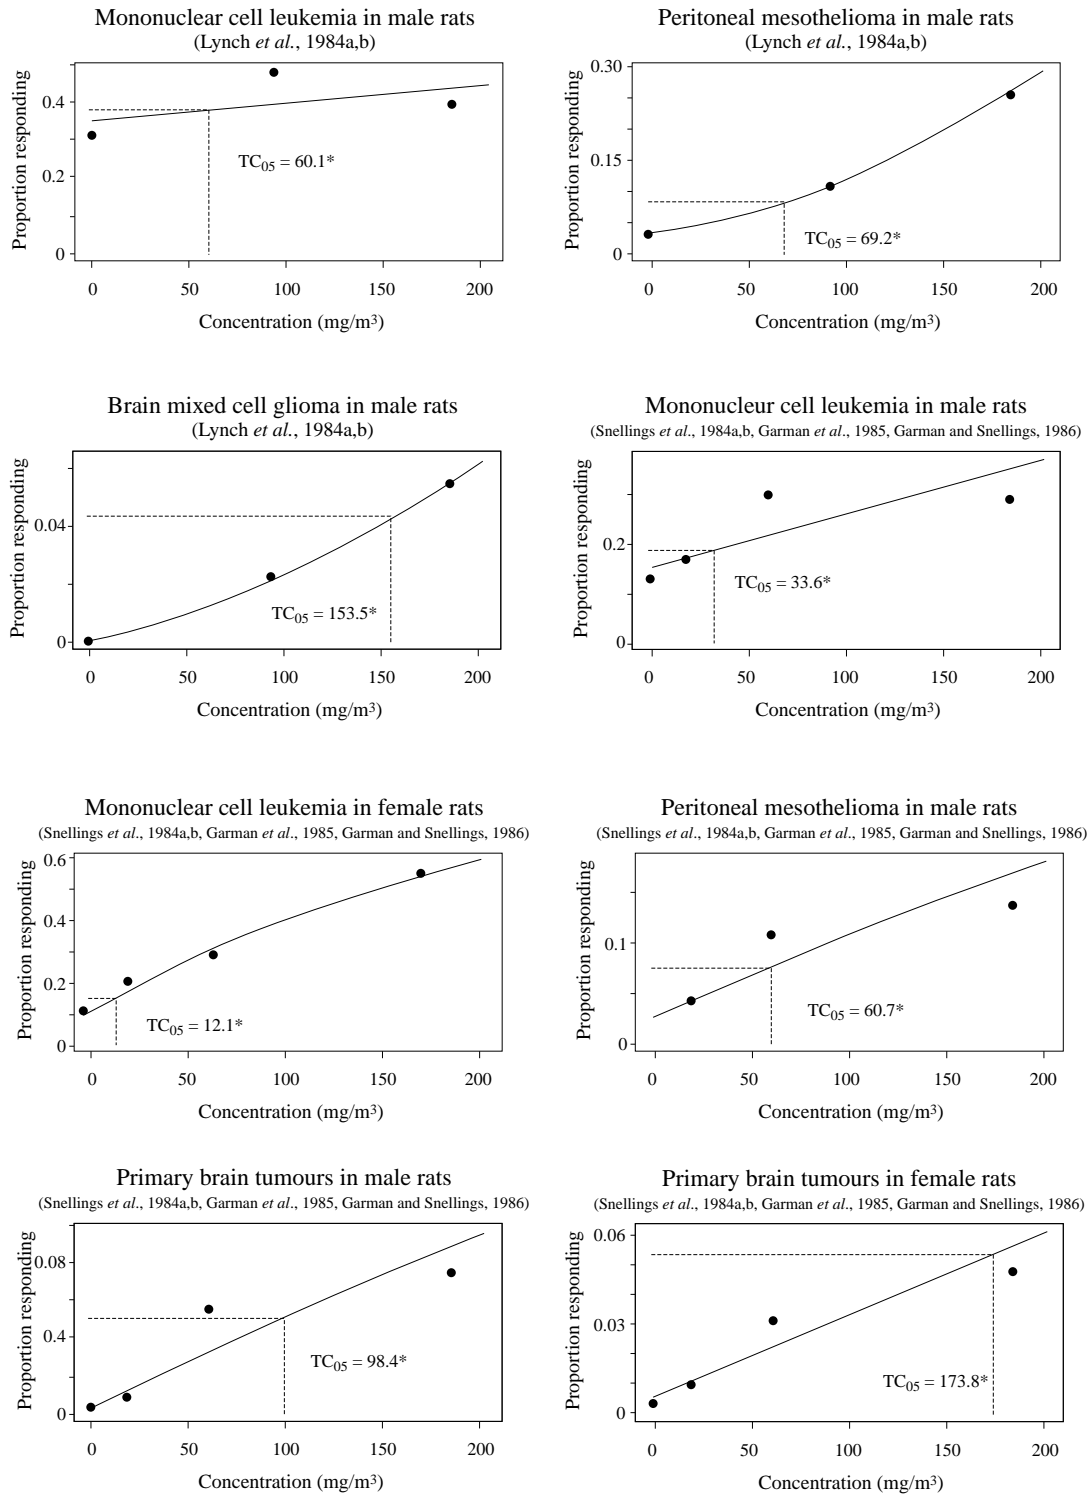 Mononuclear cell leukemia in male rats
(Lynch et al., 1984a,b)
Proportion responding
0.4
0.2
0
TC05 = 60.1*
0 50 100 150 200
Concentration (mg/m3)
Peritoneal mesothelioma in male rats
(Lynch et al., 1984a,b)
Proportion responding
0.30
0.15
0
TC05 = 69.2*
0 50 100 150 200
Concentration (mg/m3)
Brain mixed cell glioma in male rats
(Lynch et al., 1984a,b)
Proportion responding
0.04
0
TC05 = 153.5*
0 50 100 150 200
Concentration (mg/m3)
Mononucleur cell leukemia in male rats
(Snellings et al., 1984a,b, Garman et al., 1985, Garman and Snellings, 1986)
Proportion responding
0.2
0
TC05 = 33.6*
0 50 100 150 200
Concentration (mg/m3)
Mononuclear cell leukemia in female rats
(Snellings et al., 1984a,b, Garman et al., 1985, Garman and Snellings, 1986)
Proportion responding
0.6
0.4
0.2
0
TC05 = 12.1*
0 50 100 150 200
Concentration (mg/m3)
Peritoneal mesothelioma in male rats
(Snellings et al., 1984a,b, Garman et al., 1985, Garman and Snellings, 1986)
Proportion responding
0.1
0
TC05 = 60.7*
0 50 100 150 200
Concentration (mg/m3)
Primary brain tumours in male rats
(Snellings et al., 1984a,b, Garman et al., 1985, Garman and Snellings, 1986)
Proportion responding
0.08
0.4
0
TC05 = 98.4*
0 50 100 150 200
Concentration (mg/m3)
Primary brain tumours in female rats
(Snellings et al., 1984a,b, Garman et al., 1985, Garman and Snellings, 1986)
Proportion responding
0.06
0.03
0
TC05 = 173.8*
0 50 100 150 200
Concentration (mg/m3)